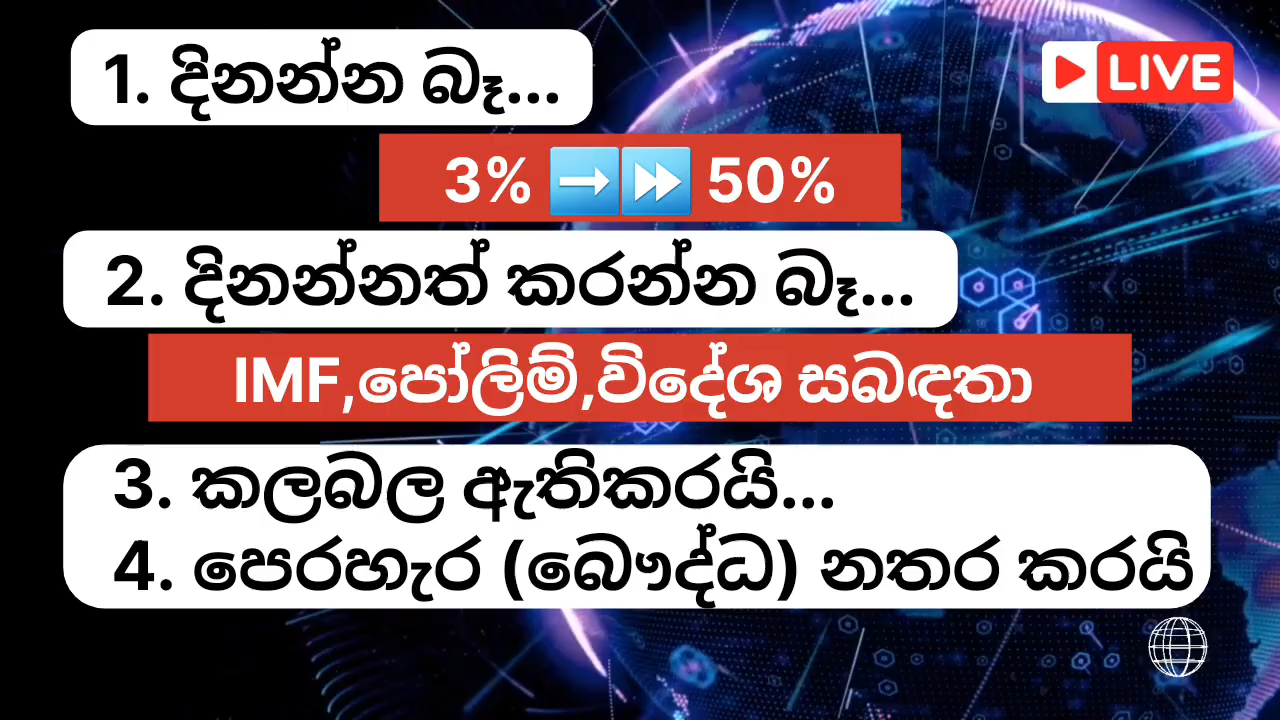 1. දිනන්න බෑ...
LIVE
3% ➡⏩ 50%
2. දිනන්නත් කරන්න බෑ...
IMF,පෝලිම්,විදේශ සබඳතා
3. කලබල ඇතිකරයි...
4. පෙරහැර (බෞද්ධ) නතර කරයි